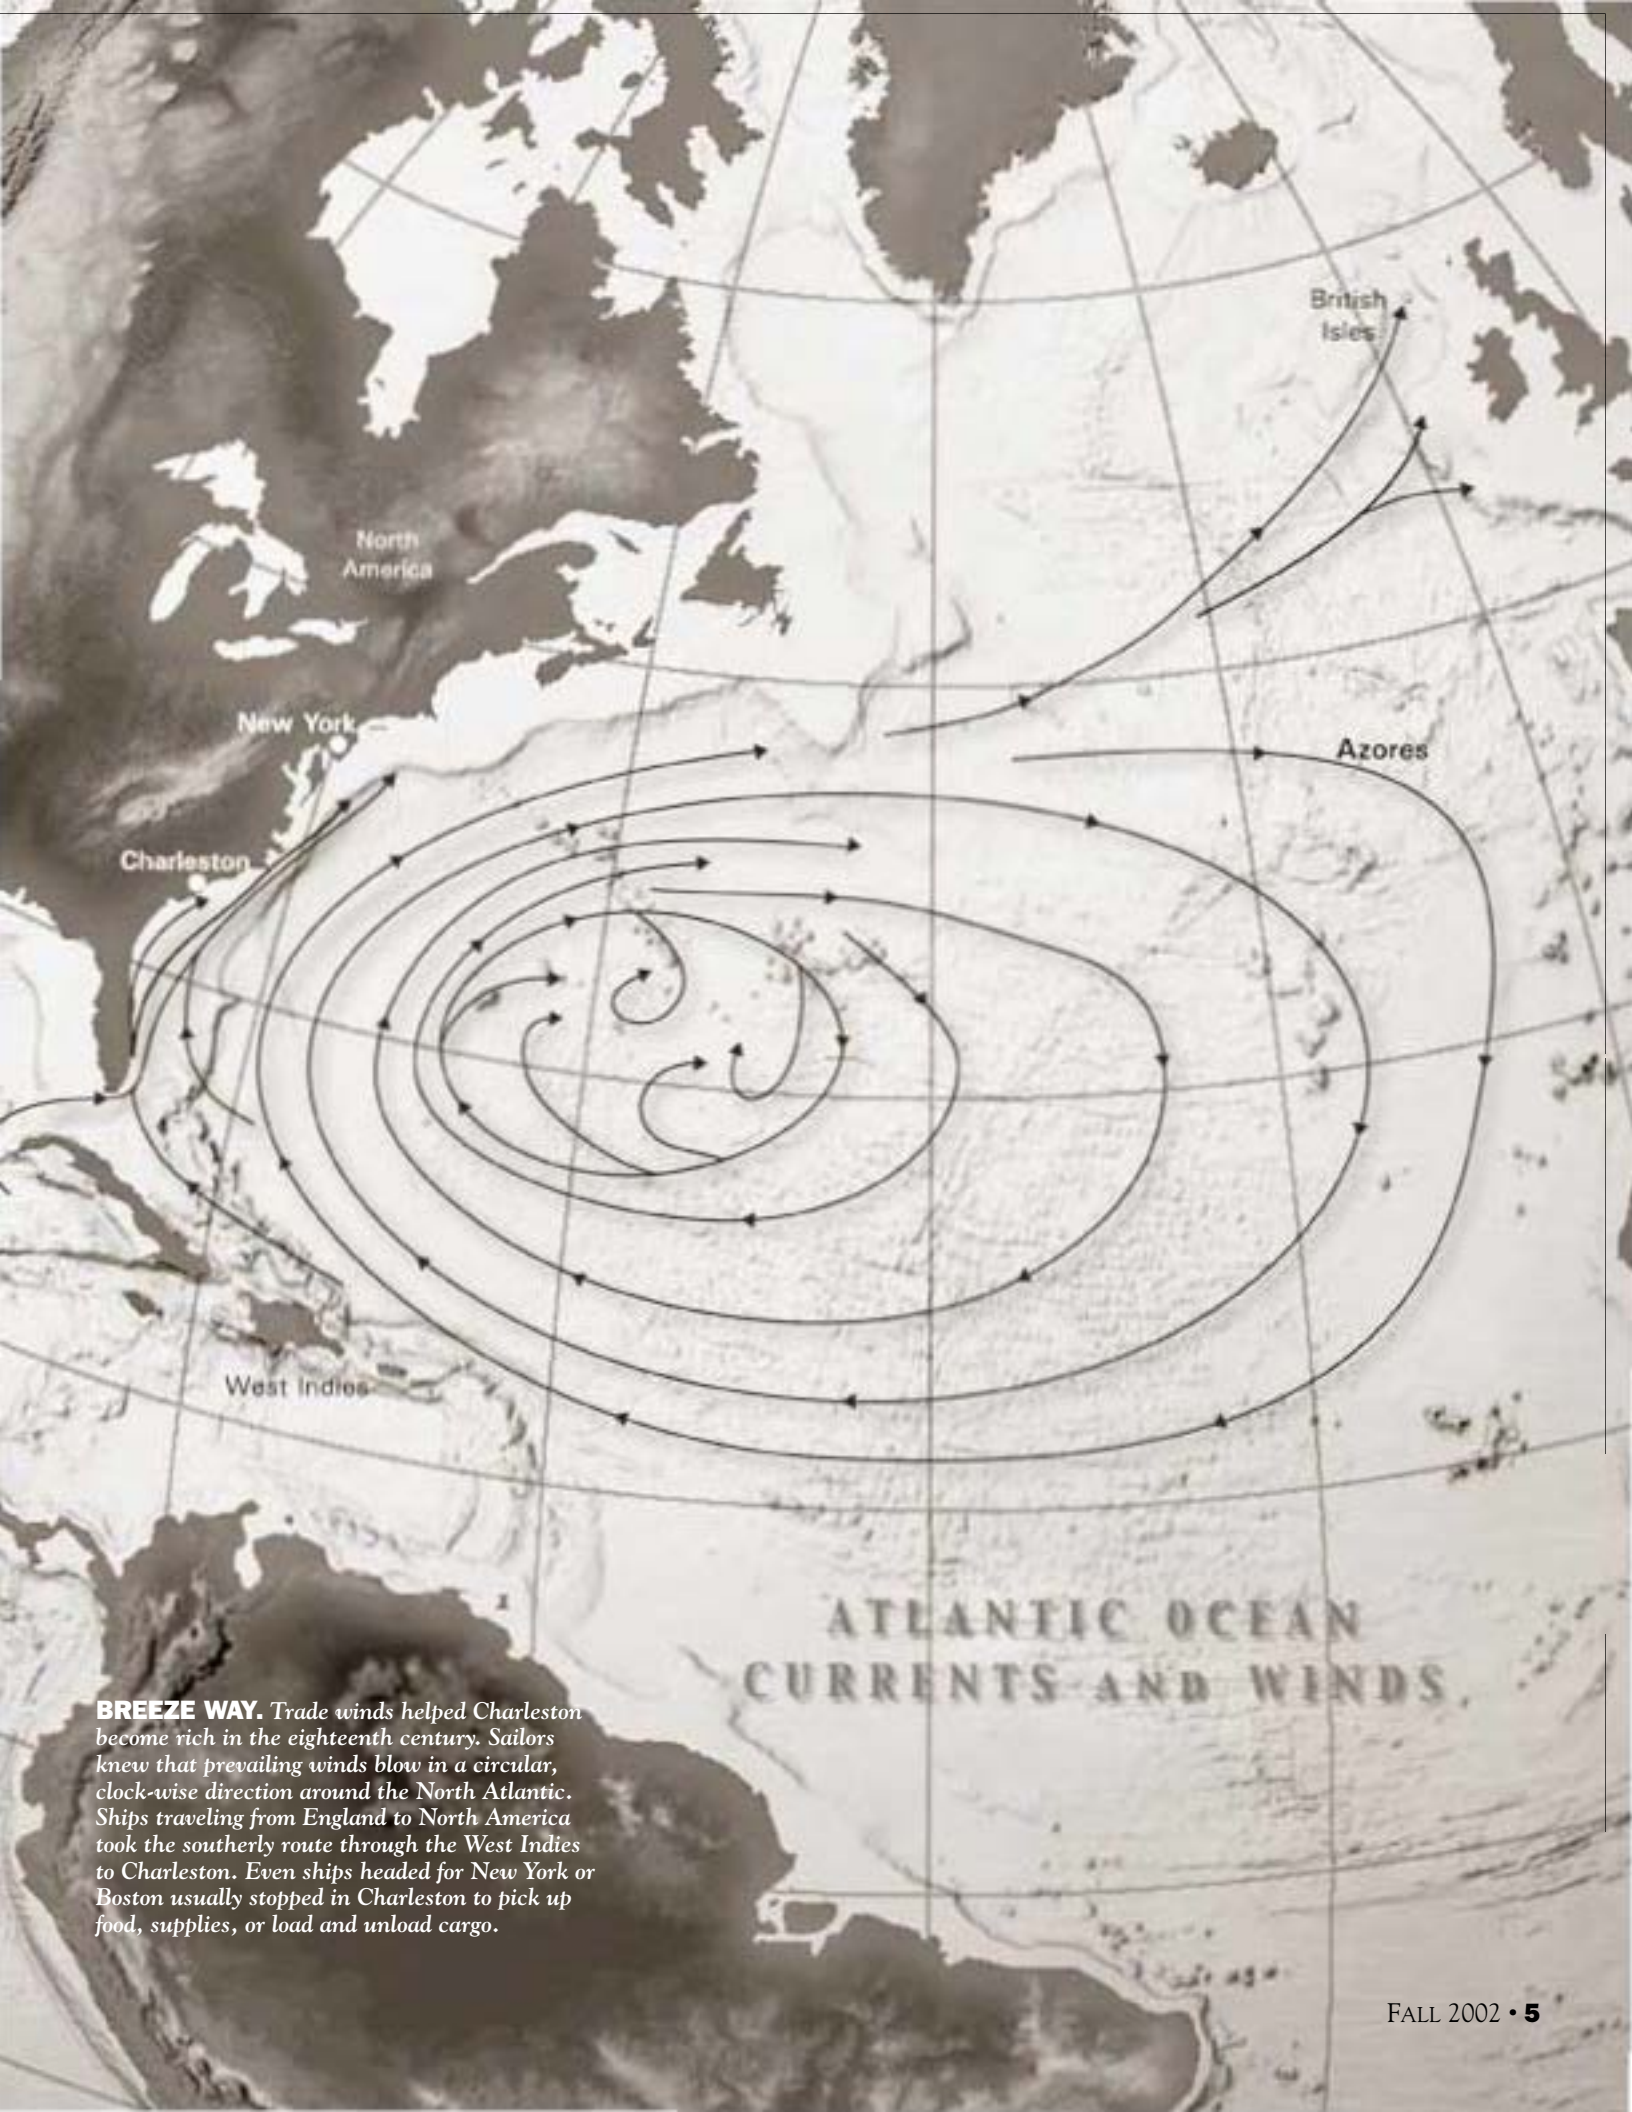 British
Isles
North
America
New York
Azores
Charleston
West Indies
ATLANTIC OCEAN
CURRENTS AND WINDS
BREEZE WAY. Trade winds helped Charleston
become rich in the eighteenth century. Sailors
knew that prevailing winds blow in a circular,
clock-wise direction around the North Atlantic.
Ships traveling from England to North America
took the southerly route through the West Indies
to Charleston. Even ships headed for New York or
Boston usually stopped in Charleston to pick up
food, supplies, or load and unload cargo.
FALL 2002 • 5